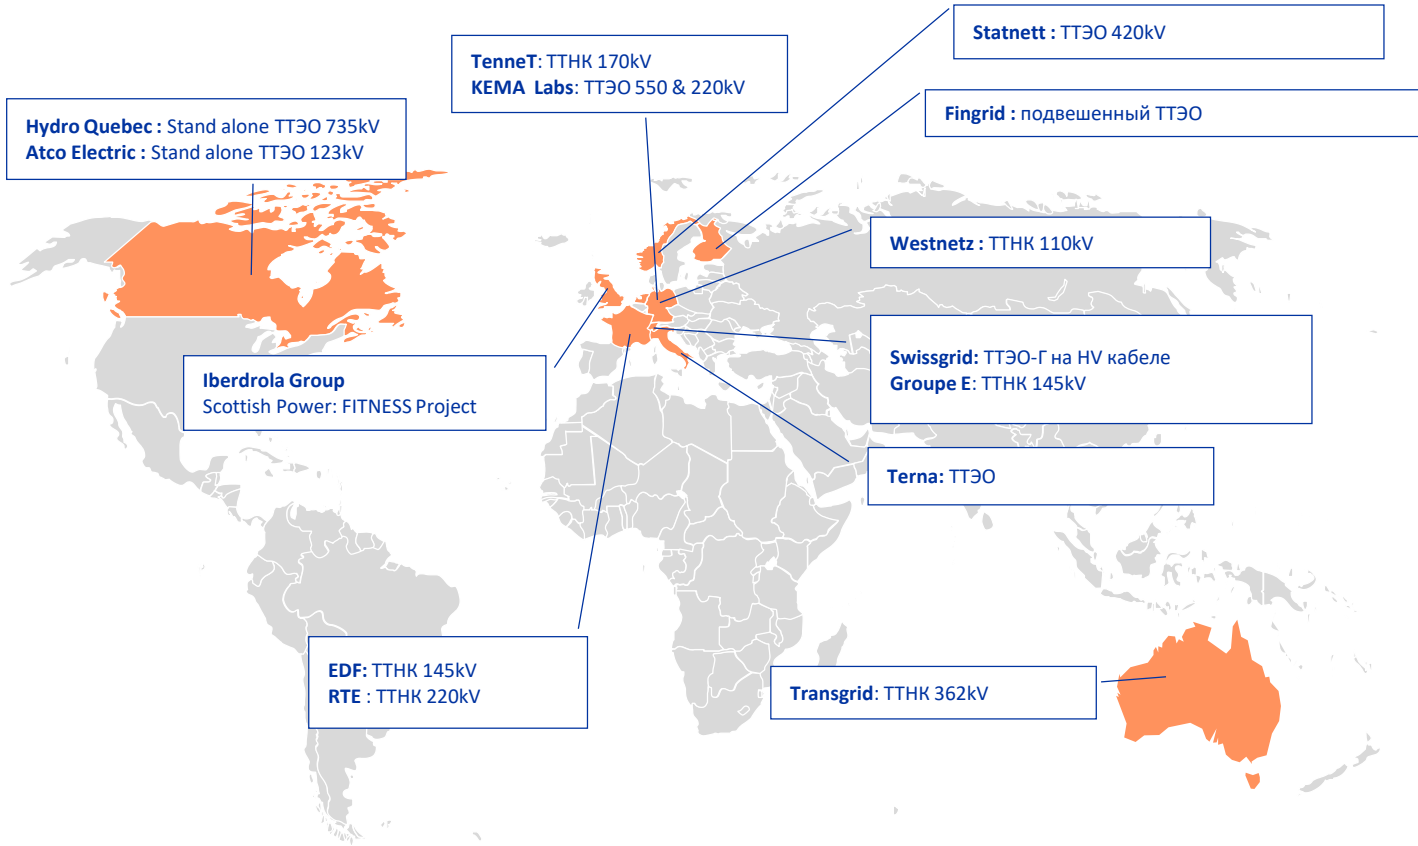 Statnett : ТТЭО 420kV
TenneT: ТТНК 170kV
KEMA Labs: ТТЭО 550 & 220kV
Fingrid : подвешенный ТТЭО
Hydro Quebec : Stand alone ТТЭО 735kV
Atco Electric : Stand alone ТТЭО 123kV
Westnetz : ТТНК 110kV
Swissgrid: ТТЭО-Г на HV кабеле
Groupe E: ТТНК 145kV
Iberdrola Group
Scottish Power: FITNESS Project
Terna: ТТЭО
EDF: ТТНК 145kV
RTE : ТТНК 220kV
Transgrid: ТТНК 362kV